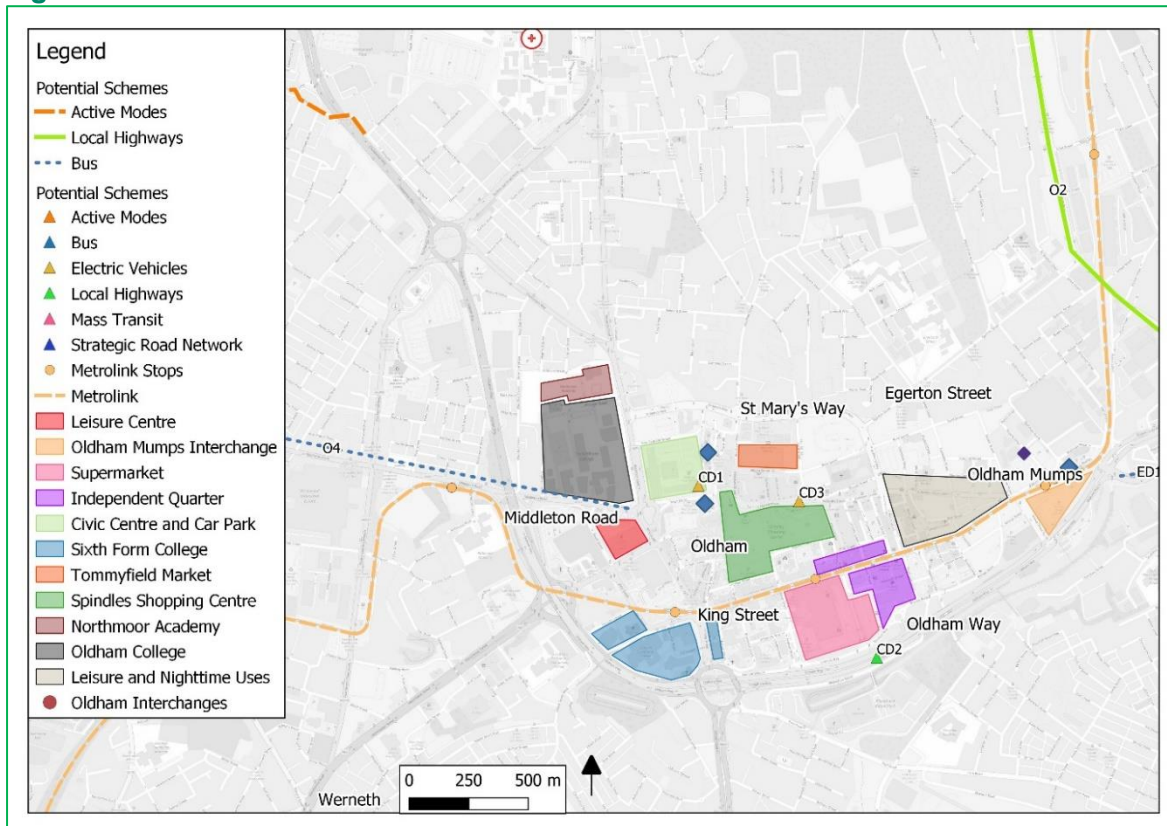 Legend
Potential Schemes
Active Modes
Local Highways
Bus
Potential Schemes
Active Modes
Bus
Electric Vehicles
Local Highways
Mass Transit
Strategic Road Network
Metrolink Stops
Metrolink
Leisure Centre
Oldham Mumps Interchange
Supermarket
Independent Quarter
Civic Centre and Car Park
Sixth Form College
Tommyfield Market
Spindles Shopping Centre
Northmoor Academy
Oldham College
Leisure and Nighttime Uses
Oldham Interchanges
O2
Egerton Street
St Mary's Way
O4
Oldham Mumps
ED1
CD1
CD3
Middleton Road
Oldham
King Street
Oldham Way
CD2
0 250 500 m
Werneth